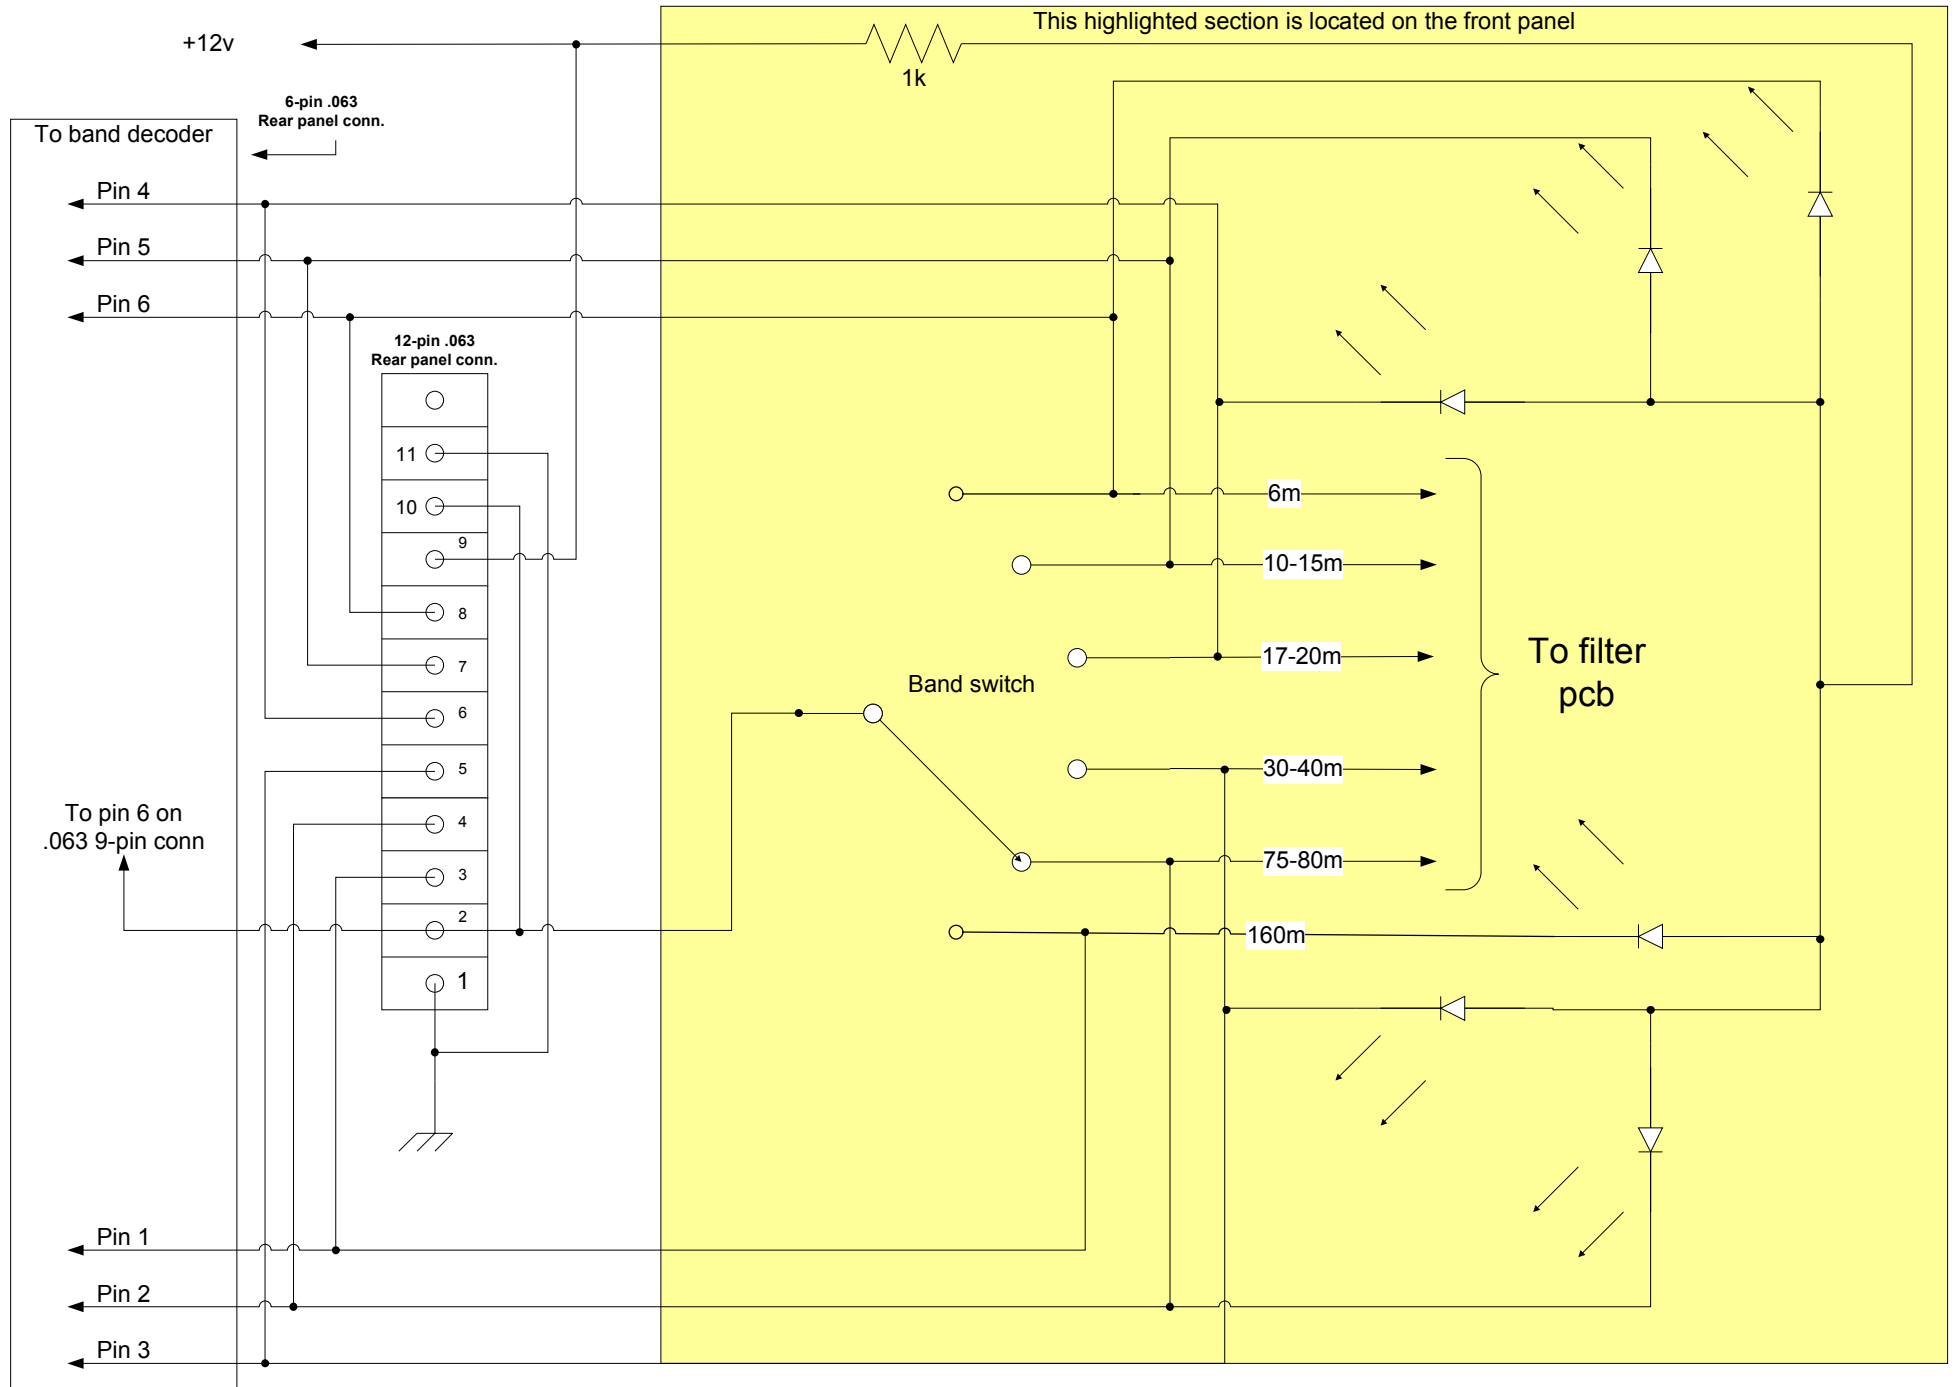 This highlighted section is located on the front panel
+12v
1k
6-pin .063
Rear panel conn.
To band decoder
Pin 4
Pin 5
Pin 6
12-pin .063
Rear panel conn.
11
10
9
8
7
6
5
4
3
2
1
6m
10-15m
17-20m
30-40m
75-80m
160m
Band switch
To filter
pcb
To pin 6 on
.063 9-pin conn
Pin 1
Pin 2
Pin 3